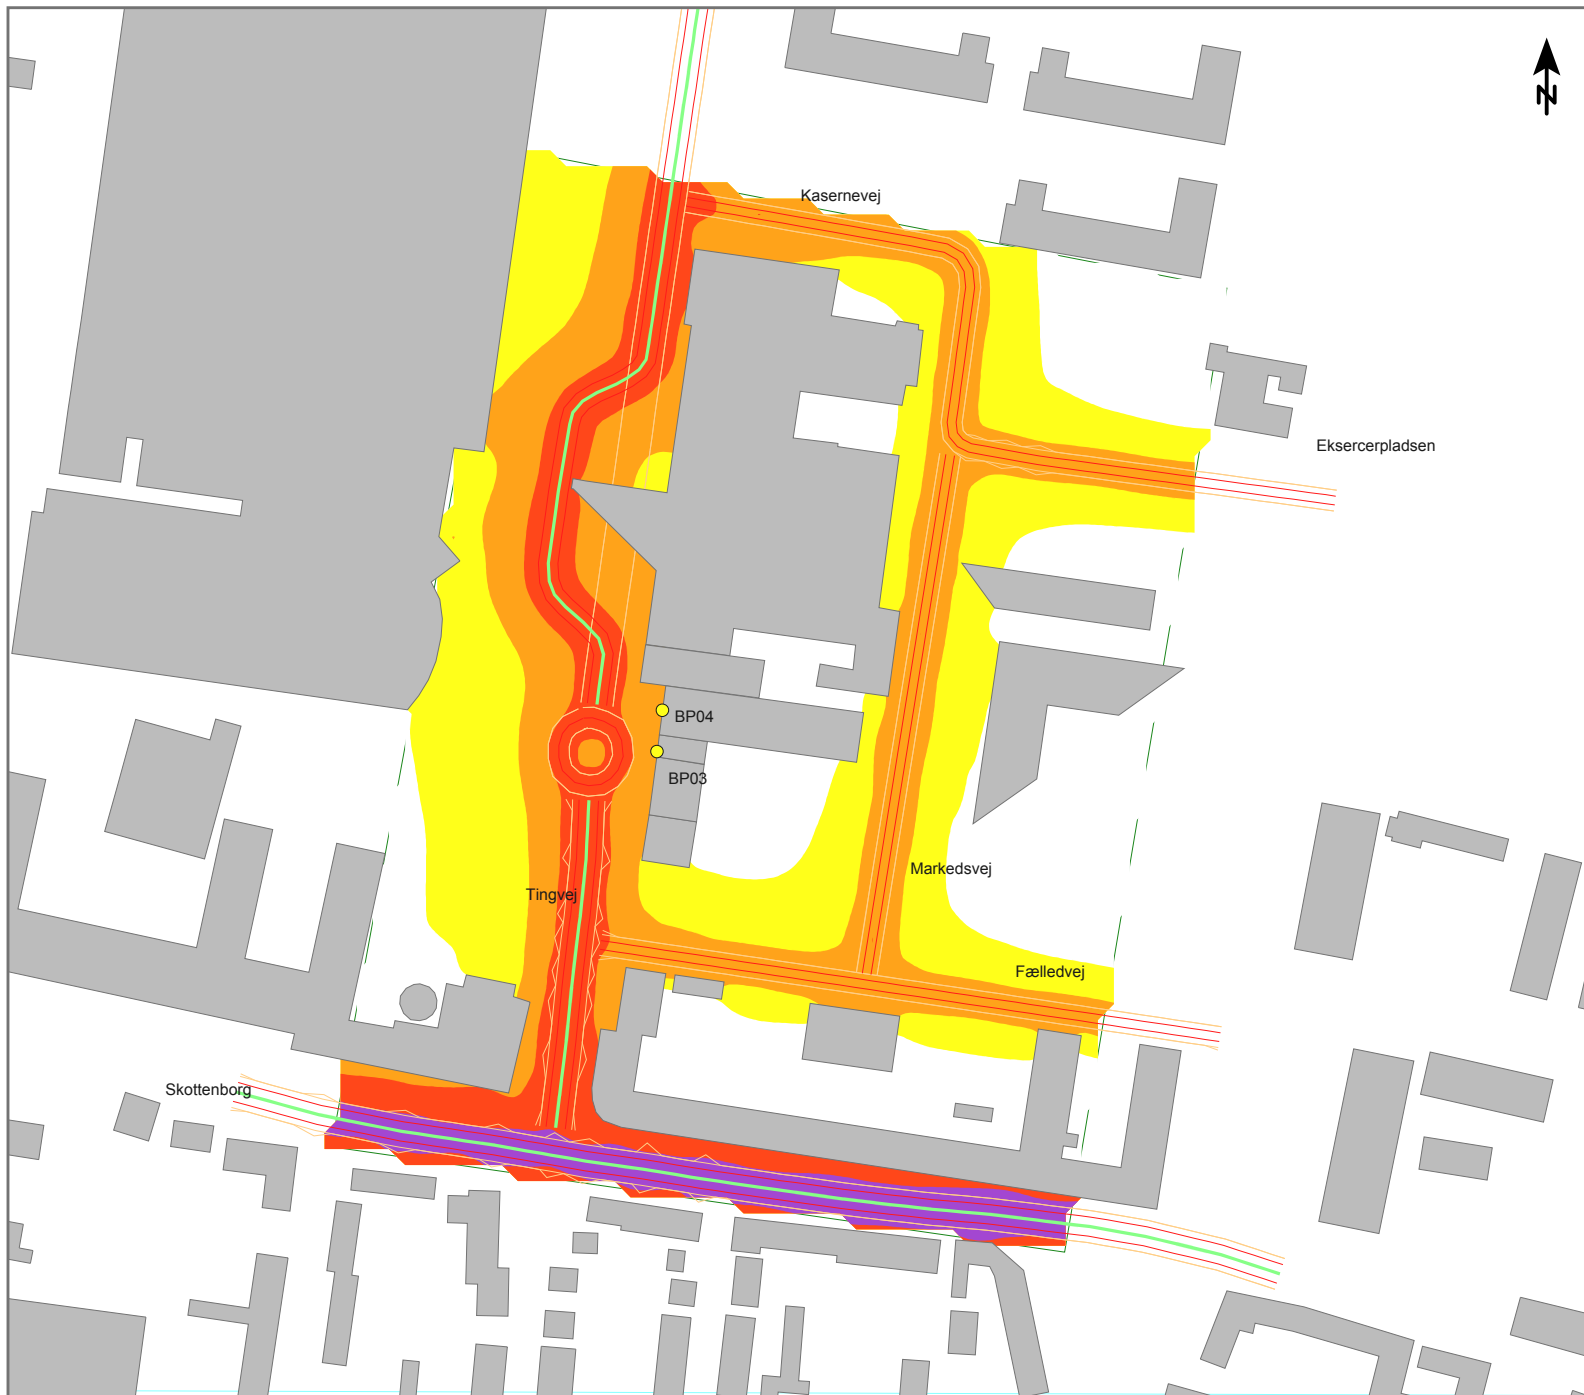 N
Kasernevej
Eksercerpladsen
BP04
BP03
Markedsvej
Tingvej
Fælledvej
Skottenborg